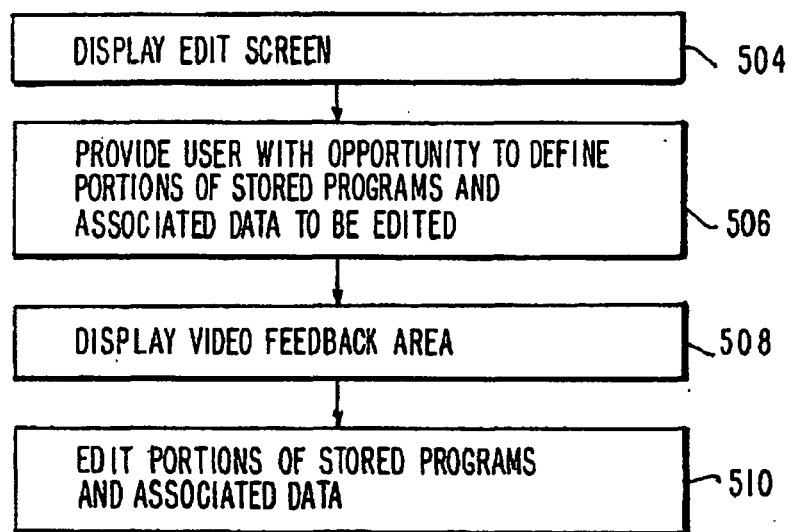 DISPLAY EDIT SCREEN
504
PROVIDE USER WITH OPPORTUNITY TO DEFINE
PORTIONS OF STORED PROGRAMS AND
ASSOCIATED DATA TO BE EDITED
506
DISPLAY VIDEO FEEDBACK AREA
508
EDIT PORTIONS OF STORED PROGRAMS
AND ASSOCIATED DATA
510